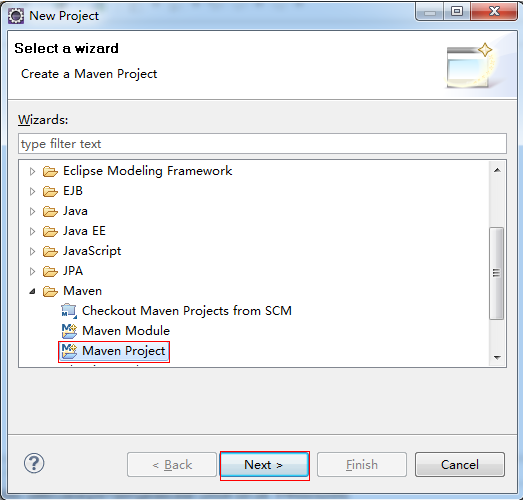 New Project
Select a wizard
Create a Maven Project
Wizards:
type filter text
Eclipse Modeling Framework
EJB
Java
Java EE
JavaScript
JPA
Maven
Checkout Maven Projects from SCM
Maven Module
Maven Project
< Back
Next >
Finish
Cancel